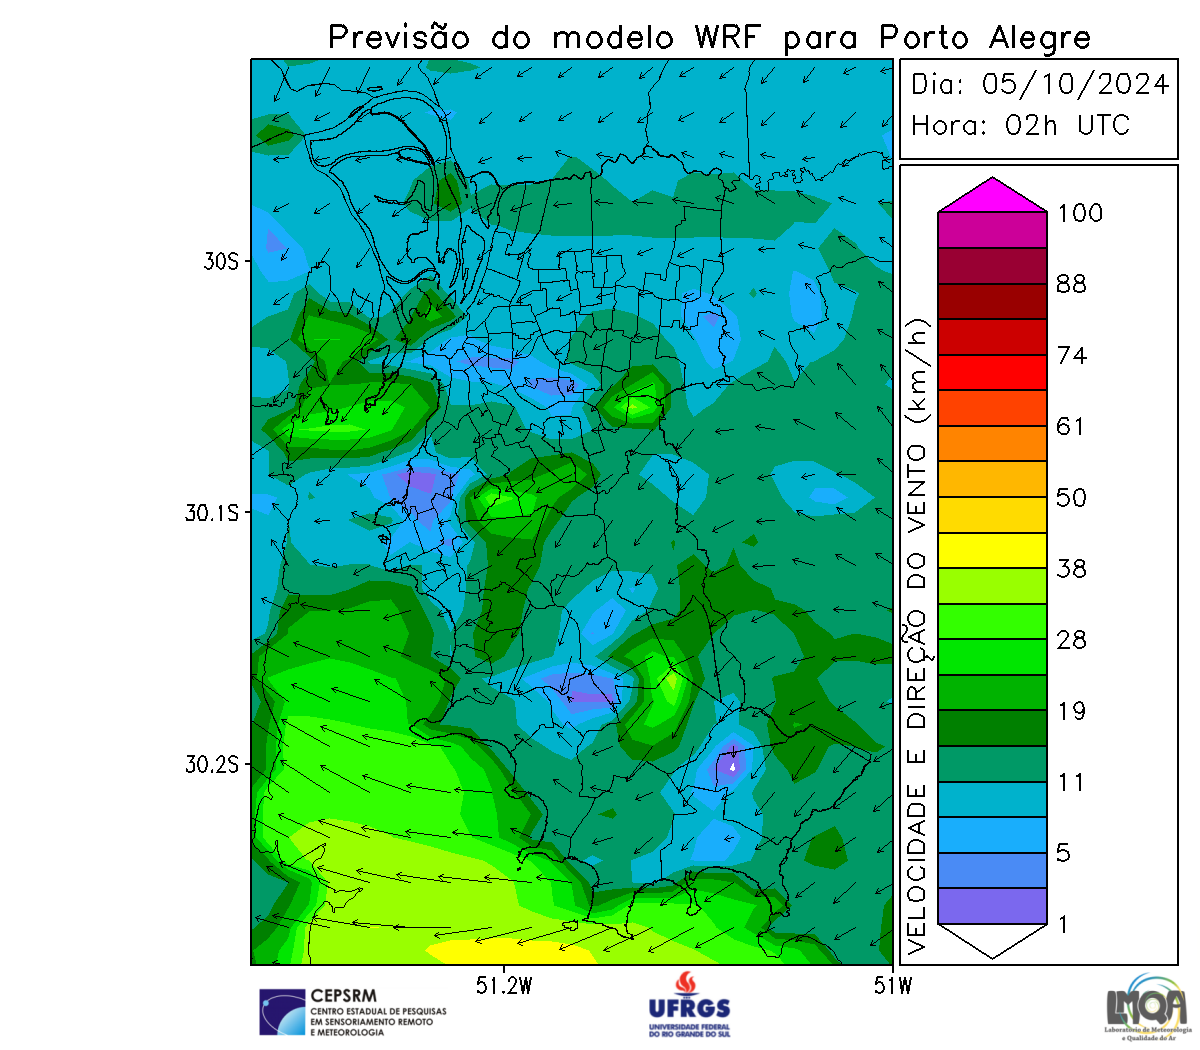 Previsão do modelo WRF para Porto Alegre
Dia: 05/10/2024
Hora: 02h UTC
30S
30.1S
30.2S
51.2W
51W
VELOCIDADE E DIREÇÃO DO VENTO (km/h)
100
88
74
61
50
38
28
19
11
5
1
CEPSRM
CENTRO ESTADUAL DE PESQUISAS
EM SENSORIAMENTO REMOTO
E METEOROLOGIA
UFRGS
UNIVERSIDADE FEDERAL
DO RIO GRANDE DO SUL
LMQA
Laboratório de Meteorologia
e Qualidade do Ar